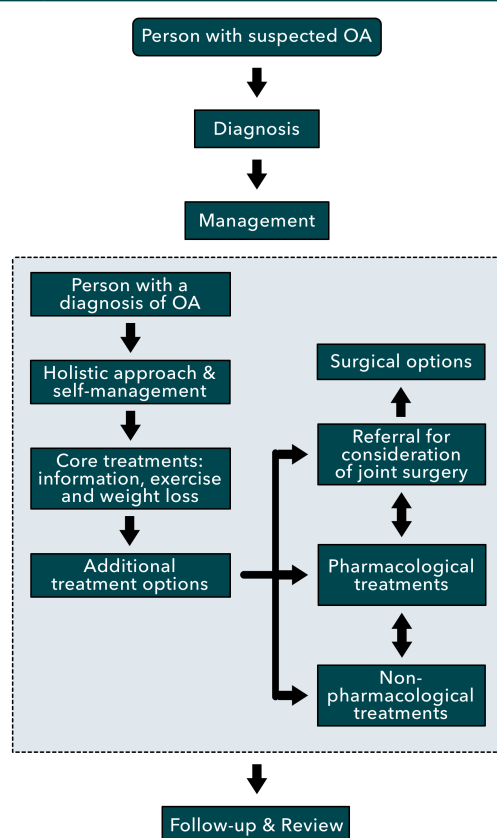 Person with suspected OA
Diagnosis
Management
Person with a
diagnosis of OA
Holistic approach &
self-management
Core treatments:
information, exercise
and weight loss
Additional
treatment options
Surgical options
Referral for
consideration
of joint surgery
Pharmacological
treatments
Non-
pharmacological
treatments
Follow-up & Review